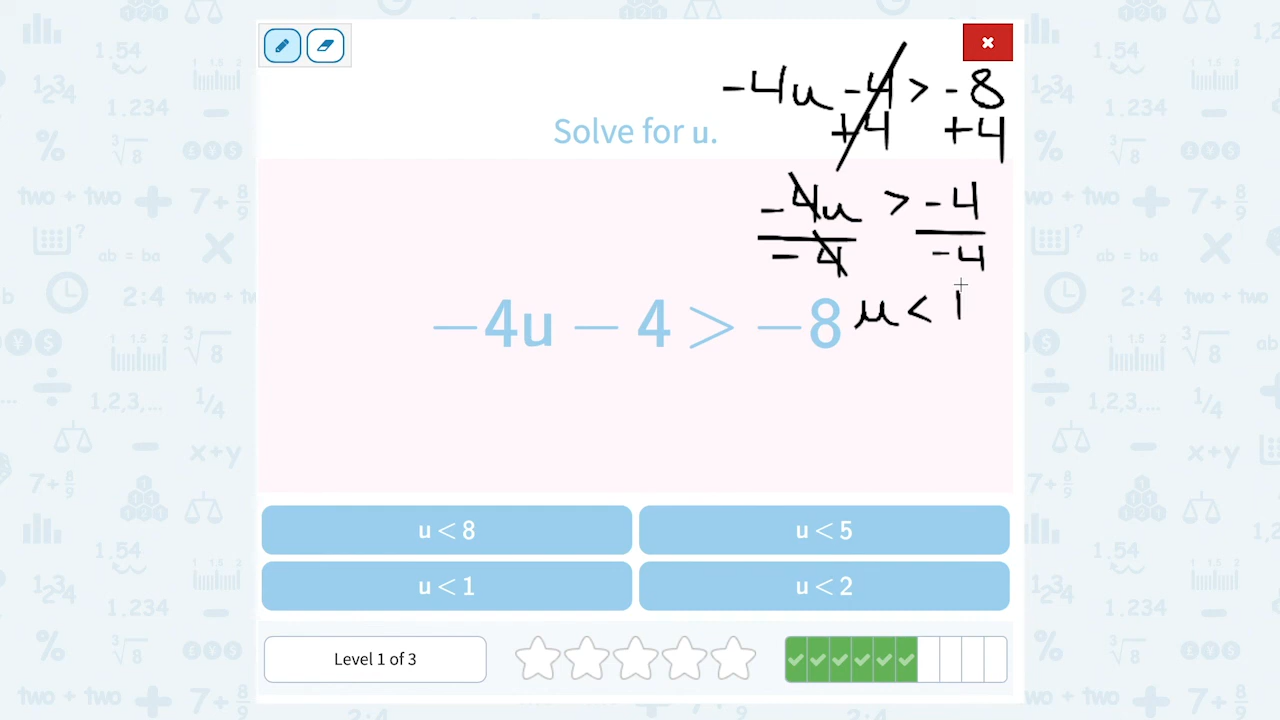 Solve for u.
-4u -4 > -8
+4 +4
-4u > -4
-4 -4
u < 1
−4u − 4 > −8
u < 8
u < 5
u < 1
u < 2
Level 1 of 3